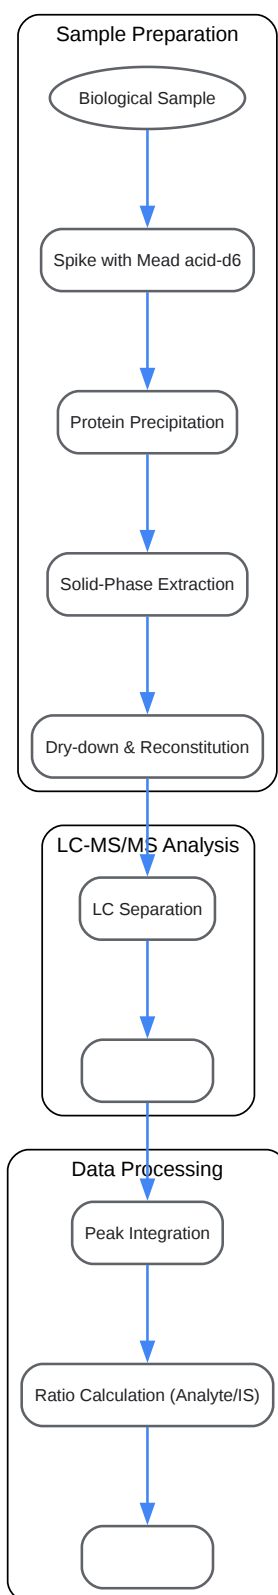 Sample Preparation
Biological Sample
Spike with Mead acid-d6
Protein Precipitation
Solid-Phase Extraction
Dry-down & Reconstitution
LC-MS/MS Analysis
LC Separation
Data Processing
Peak Integration
Ratio Calculation (Analyte/IS)